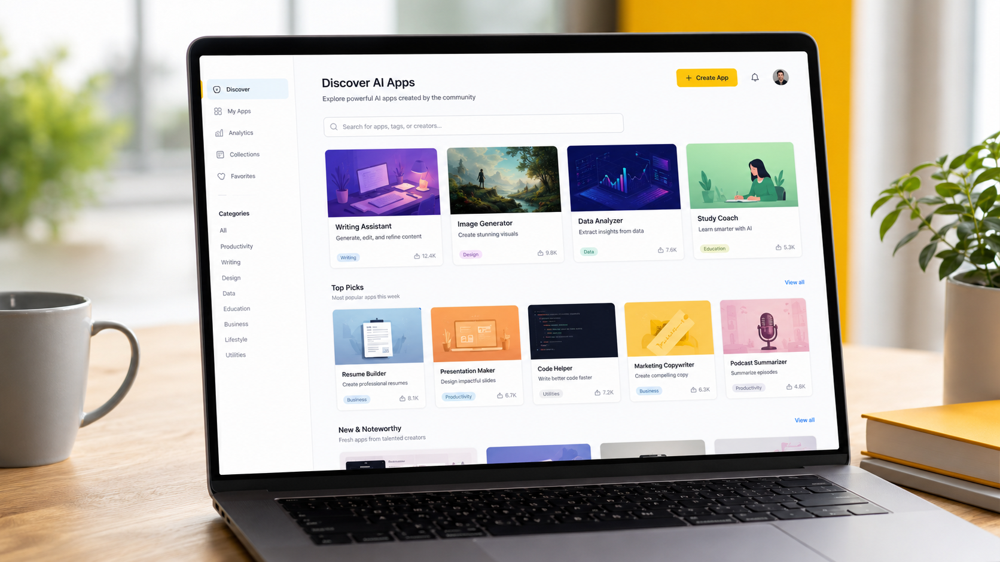 Discover
My Apps
Analytics
Collections
Favorites
Categories
All
Productivity
Writing
Design
Data
Education
Business
Lifestyle
Utilities
Discover AI Apps
Explore powerful AI apps created by the community
+ Create App
Search for apps, tags, or creators...
Writing Assistant
Generate, edit, and refine content
Writing
12.4K
Image Generator
Create stunning visuals
Design
9.8K
Data Analyzer
Extract insights from data
Data
7.6K
Study Coach
Learn smarter with AI
Education
5.3K
Top Picks
Most popular apps this week
View all
Resume Builder
Create professional resumes
Business
8.1K
Presentation Maker
Design impactful slides
Productivity
6.7K
Code Helper
Write better code faster
Utilities
7.2K
Marketing Copywriter
Create compelling copy
Business
6.3K
Podcast Summarizer
Summarize episodes
Productivity
4.8K
New & Noteworthy
Fresh apps from talented creators
View all